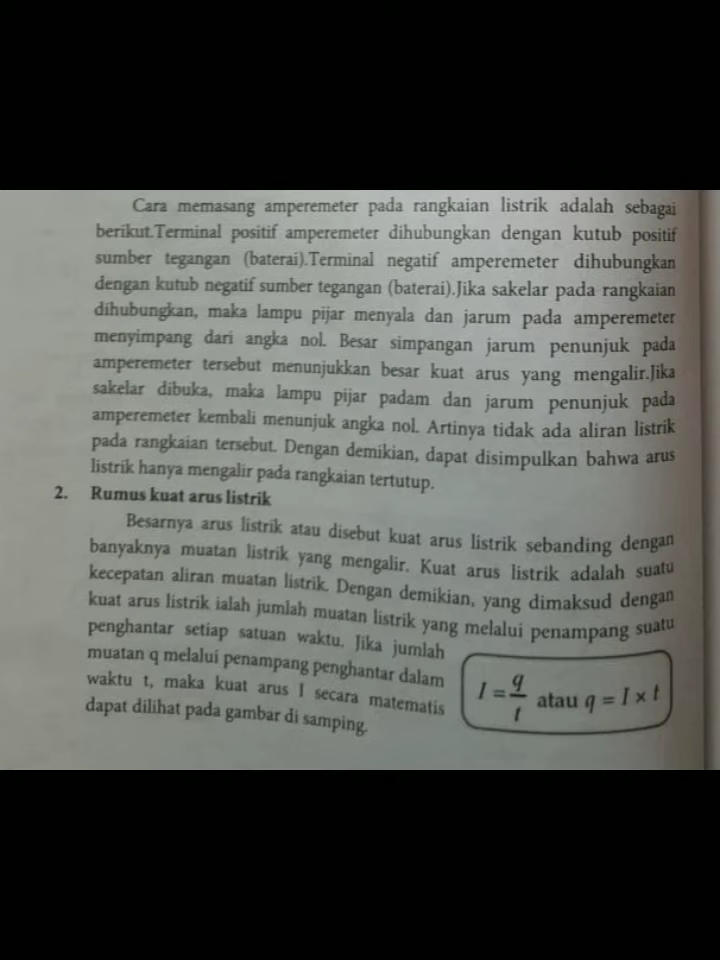 Cara memasang amperemeter pada rangkaian listrik adalah sebagai
berikut.Terminal positif amperemeter dihubungkan dengan kutub positif
sumber tegangan (baterai).Terminal negatif amperemeter dihubungkan
dengan kutub negatif sumber tegangan (baterai).Jika sakelar pada rangkaian
dihubungkan, maka lampu pijar menyala dan jarum pada amperemeter
menyimpang dari angka nol. Besar simpangan jarum penunjuk pada
amperemeter tersebut menunjukkan besar kuat arus yang mengalir.Jika
sakelar dibuka, maka lampu pijar padam dan jarum penunjuk pada
amperemeter kembali menunjuk angka nol. Artinya tidak ada aliran listrik
pada rangkaian tersebut. Dengan demikian, dapat disimpulkan bahwa arus
listrik hanya mengalir pada rangkaian tertutup.
2. Rumus kuat arus listrik
Besarnya arus listrik atau disebut kuat arus listrik sebanding dengan
banyaknya muatan listrik yang mengalir. Kuat arus listrik adalah suatu
kecepatan aliran muatan listrik. Dengan demikian, yang dimaksud dengan
kuat arus listrik ialah jumlah muatan listrik yang melalui penampang suatu
penghantar setiap satuan waktu. Jika jumlah
muatan q melalui penampang penghantar dalam
waktu t, maka kuat arus I secara matematis
dapat dilihat pada gambar di samping.
I = q/t atau q = I × t